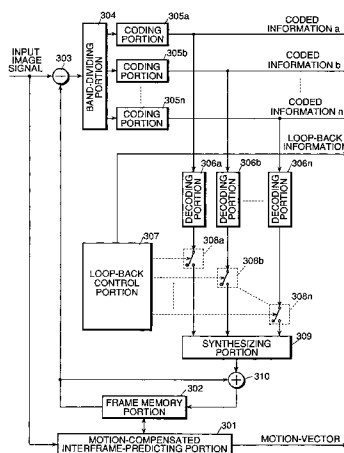 304
305a
CODING
PORTION
CODED
INFORMATION a
INPUT
IMAGE
SIGNAL
303
BAND-DIVIDING
PORTION
305b
CODING
PORTION
CODED
INFORMATION b
305n
CODING
PORTION
CODED
INFORMATION n
LOOP-BACK
INFORMATION
306a
306b
306n
DECODING
PORTION
DECODING
PORTION
DECODING
PORTION
307
308a
LOOP-BACK
CONTROL
PORTION
308b
308n
309
SYNTHESIZING
PORTION
310
302
FRAME MEMORY
PORTION
301
MOTION-COMPENSATED
INTERFRAME-PREDICTING PORTION
MOTION-VECTOR